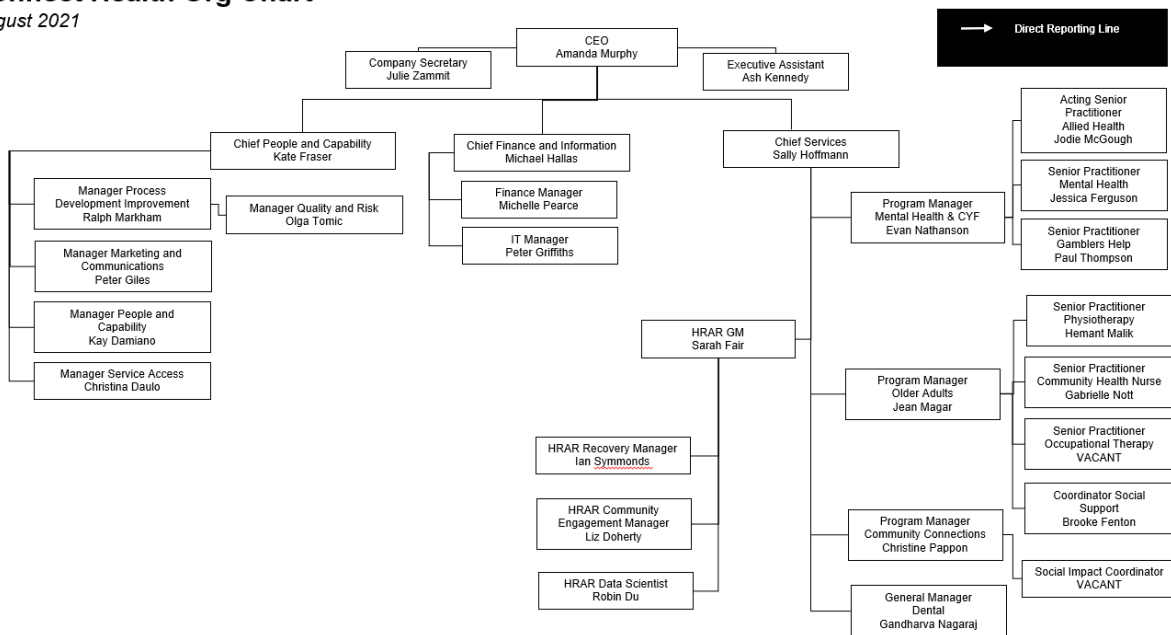 Health Org Chart
2021
Direct Reporting Line
CEO
Amanda Murphy
Company Secretary
Julie Zammit
Executive Assistant
Ash Kennedy
Chief People and Capability
Kate Fraser
Chief Finance and Information
Michael Hallas
Chief Services
Sally Hoffmann
Manager Process
Development Improvement
Ralph Markham
Manager Quality and Risk
Olga Tomic
Manager Marketing and
Communications
Peter Giles
Manager People and
Capability
Kay Damiano
Manager Service Access
Christina Daulo
Finance Manager
Michelle Pearce
IT Manager
Peter Griffiths
HRAR GM
Sarah Fair
HRAR Recovery Manager
Ian Symmonds
HRAR Community
Engagement Manager
Liz Doherty
HRAR Data Scientist
Robin Du
Program Manager
Mental Health & CYF
Evan Nathanson
Acting Senior
Practitioner
Allied Health
Jodie McGough
Senior Practitioner
Mental Health
Jessica Ferguson
Senior Practitioner
Gamblers Help
Paul Thompson
Program Manager
Older Adults
Jean Magar
Senior Practitioner
Physiotherapy
Hemant Malik
Senior Practitioner
Community Health Nurse
Gabrielle Nott
Senior Practitioner
Occupational Therapy
VACANT
Coordinator Social
Support
Brooke Fenton
Program Manager
Community Connections
Christine Pappon
Social Impact Coordinator
VACANT
General Manager
Dental
Gandharva Nagaraj